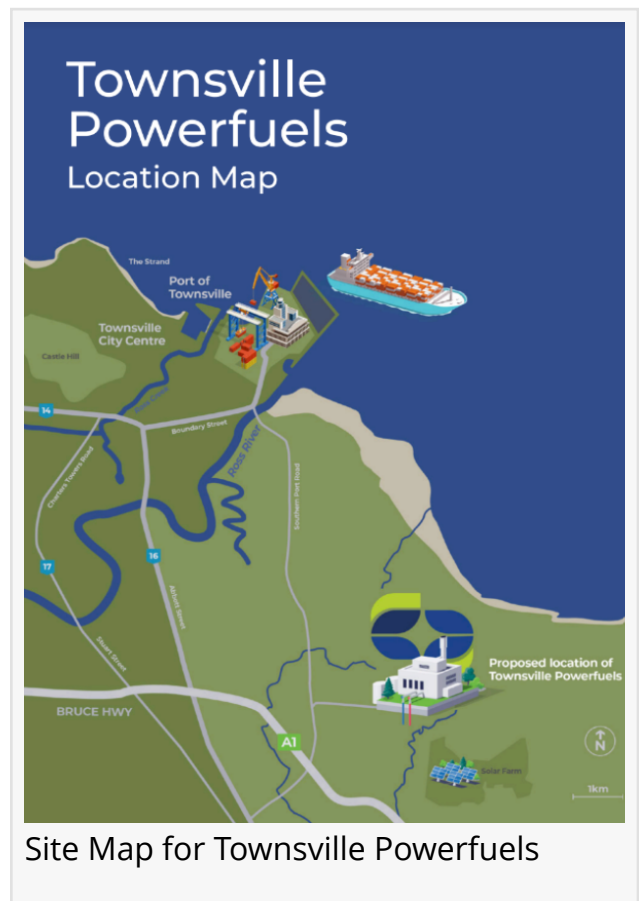 Townsville
Powerfuels
Location Map
The Strand
Port of
Townsville
Townsville
City Centre
Castle Hill
Ross Creek
14
Boundary Street
Ross River
Charters Towers Road
Southern Port Road
16
17
Abbott Street
Stuart Street
Proposed location of
Townsville Powerfuels
BRUCE HWY
A1
N
Solar Farm
1km
Site Map for Townsville Powerfuels